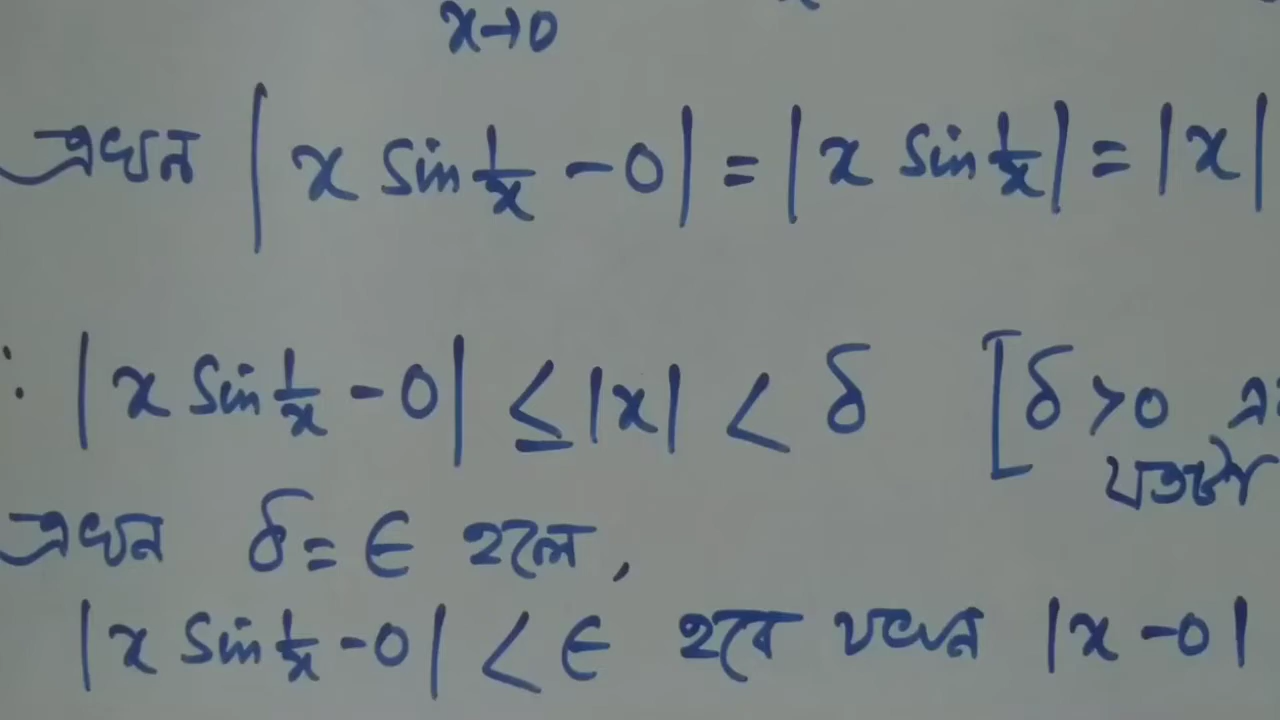 x→0
এখন |x sin 1/x - 0| = |x sin 1/x| = |x|
∴ |x sin 1/x - 0| ≤ |x| < δ [δ > 0
এখন δ = ∈ হলে,
|x sin 1/x - 0| < ∈ হবে যখন |x - 0|